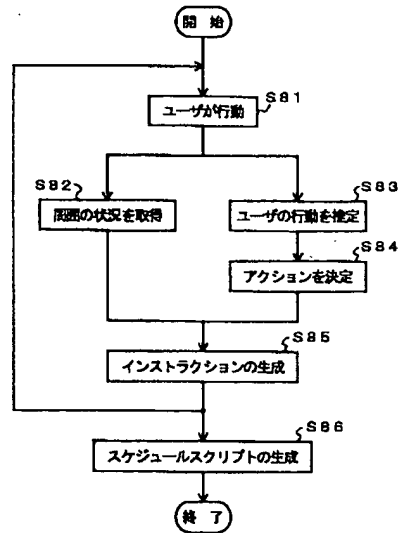 開 始
S81
ユーザが行動
S82
周囲の状況を取得
S83
ユーザの行動を推定
S84
アクションを決定
S85
インストラクションの生成
S86
スケジュールスクリプトの生成
終 了